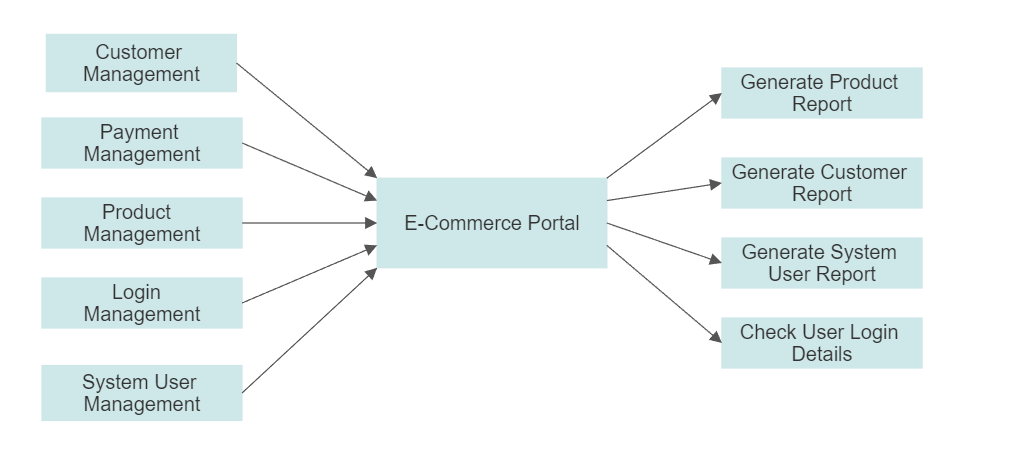 Customer
Management
Payment
Management
Product
Management
Login
Management
System User
Management
E-Commerce Portal
Generate Product
Report
Generate Customer
Report
Generate System
User Report
Check User Login
Details